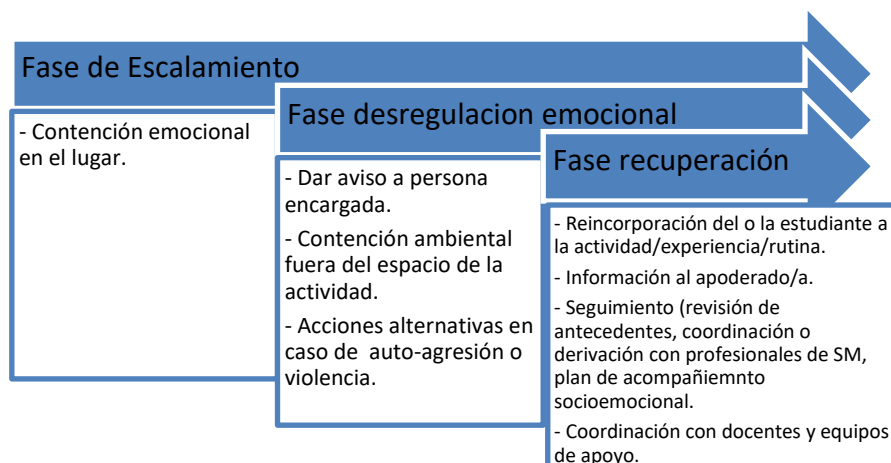 Fase de Escalamiento
- Contención emocional
en el lugar.
Fase desregulacion emocional
- Dar aviso a persona
encargada.
- Contención ambiental
fuera del espacio de la
actividad.
- Acciones alternativas en
caso de auto-agresión o
violencia.
Fase recuperación
- Reincorporación del o la estudiante a
la actividad/experiencia/rutina.
- Información al apoderado/a.
- Seguimiento (revisión de
antecedentes, coordinación o
derivación con profesionales de SM,
plan de acompañiemnto
socioemocional.
- Coordinación con docentes y equipos
de apoyo.